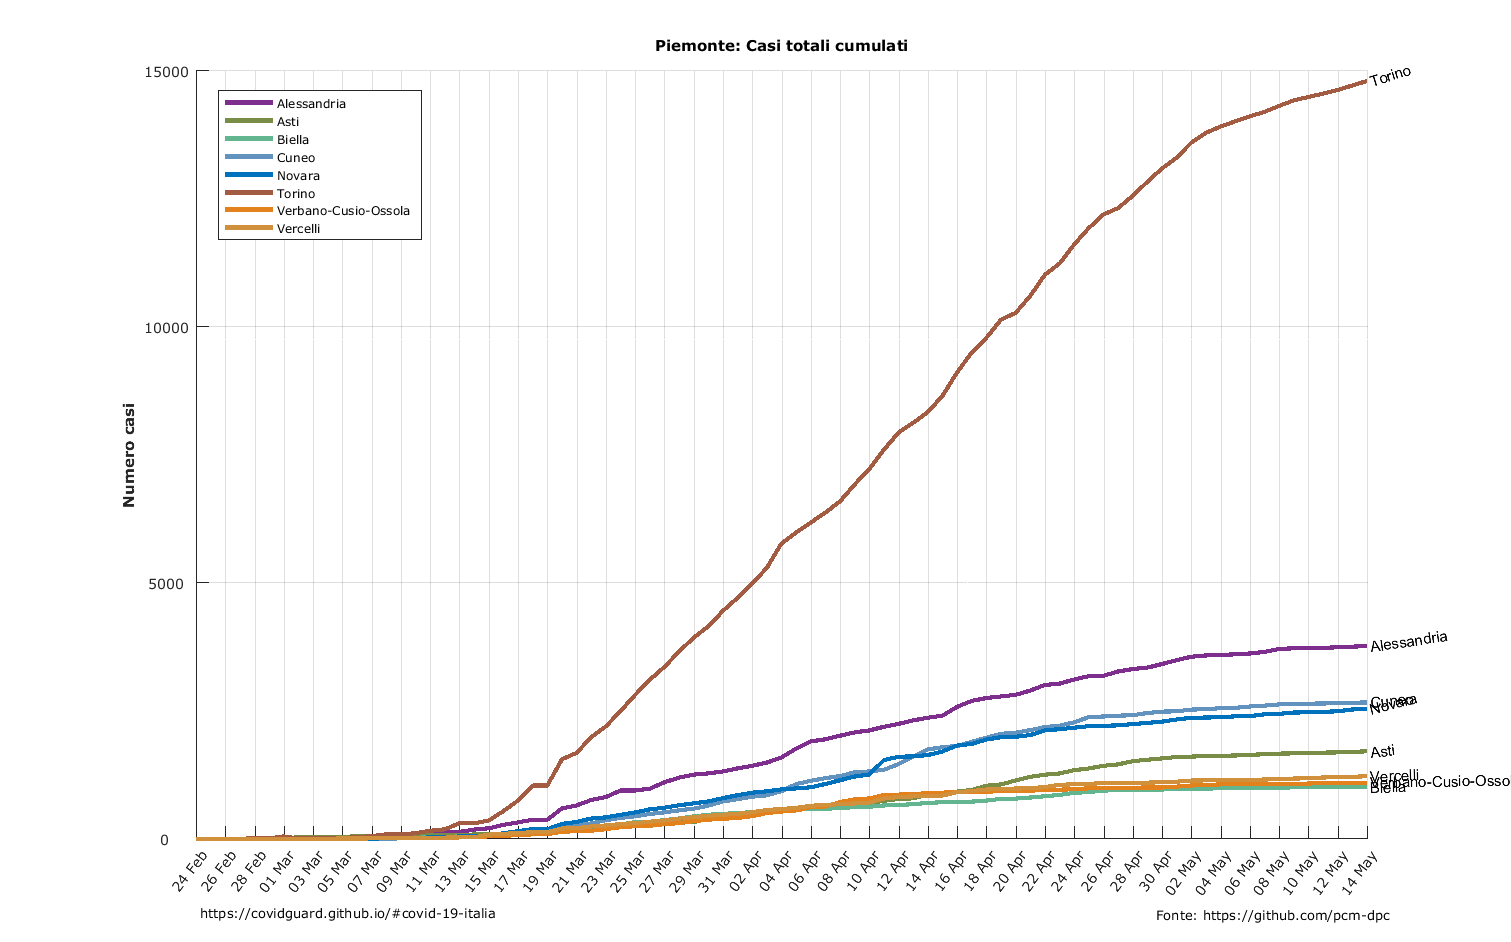 Piemonte: Casi totali cumulati
15000
10000
5000
0
Numero casi
Alessandria
Asti
Biella
Cuneo
Novara
Torino
Verbano-Cusio-Ossola
Vercelli
Torino
Alessandria
Cuneo
Novara
Asti
Vercelli
Verbano-Cusio-Osso
Biella
24 Feb
26 Feb
28 Feb
01 Mar
03 Mar
05 Mar
07 Mar
09 Mar
11 Mar
13 Mar
15 Mar
17 Mar
19 Mar
21 Mar
23 Mar
25 Mar
27 Mar
29 Mar
31 Mar
02 Apr
04 Apr
06 Apr
08 Apr
10 Apr
12 Apr
14 Apr
16 Apr
18 Apr
20 Apr
22 Apr
24 Apr
26 Apr
28 Apr
30 Apr
02 May
04 May
06 May
08 May
10 May
12 May
14 May
https://covidguard.github.io/#covid-19-italia
Fonte: https://github.com/pcm-dpc